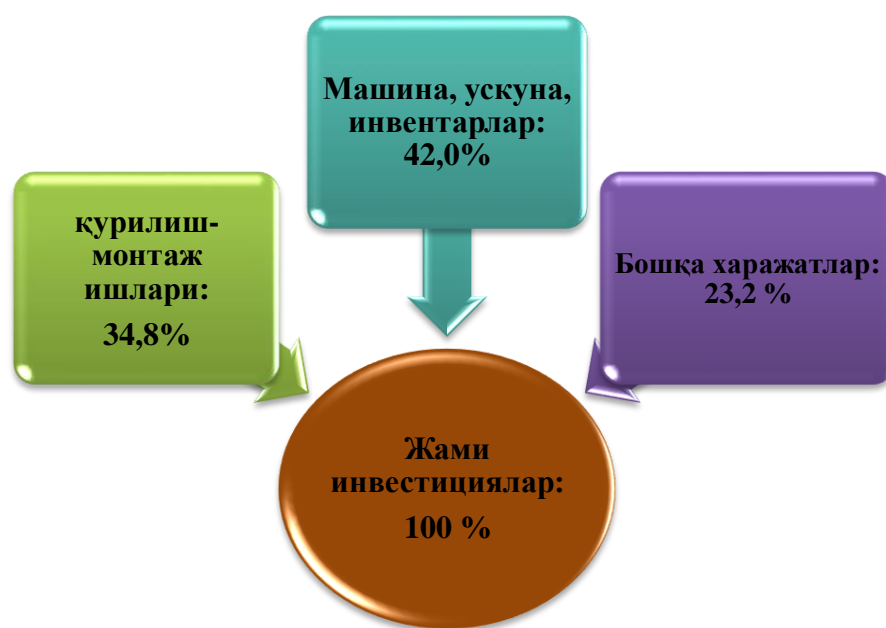 Машина, ускуна,
инвентарлар:
42,0%
қурилиш-
монтаж
ишлари:
34,8%
Бошқа харажатлар:
23,2 %
Жами
инвестициялар:
100 %